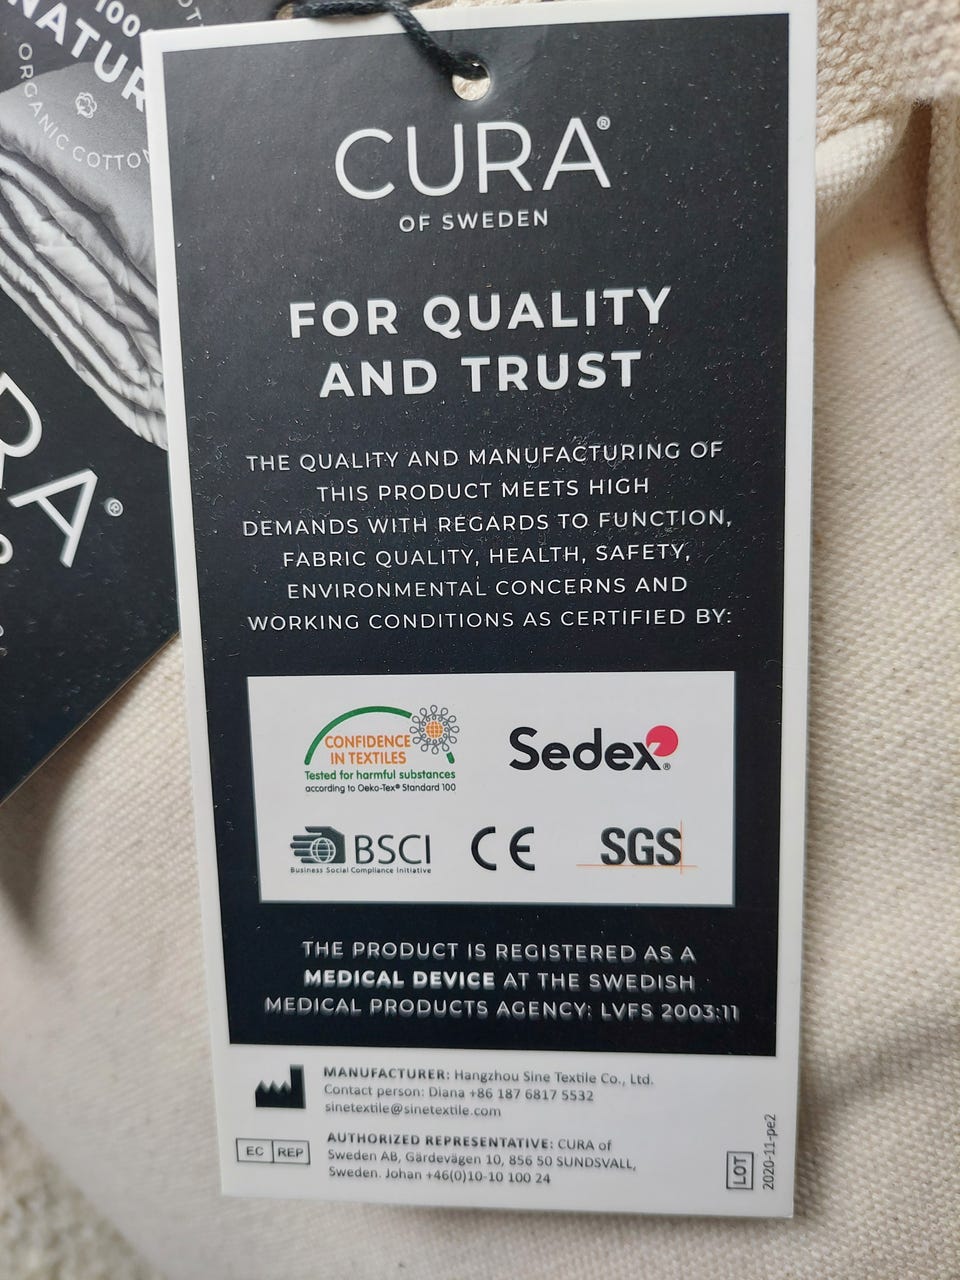 100
NATUR
ORGANIC COTTO
RA®
CURA®
OF SWEDEN
FOR QUALITY
AND TRUST
THE QUALITY AND MANUFACTURING OF
THIS PRODUCT MEETS HIGH
DEMANDS WITH REGARDS TO FUNCTION,
FABRIC QUALITY, HEALTH, SAFETY,
ENVIRONMENTAL CONCERNS AND
WORKING CONDITIONS AS CERTIFIED BY:
CONFIDENCE
IN TEXTILES
Tested for harmful substances
according to Oeko-Tex® Standard 100
Sedex®
BSCI
Business Social Compliance Initiative
CE
SGS
THE PRODUCT IS REGISTERED AS A
MEDICAL DEVICE AT THE SWEDISH
MEDICAL PRODUCTS AGENCY: LVFS 2003:11
MANUFACTURER: Hangzhou Sine Textile Co., Ltd.
Contact person: Diana +86 187 6817 5532
sinetextile@sinetextile.com
EC REP
AUTHORIZED REPRESENTATIVE: CURA of
Sweden AB, Gärdevägen 10, 856 50 SUNDSVALL,
Sweden. Johan +46(0)10-10 100 24
LOT
2020-11-pe2